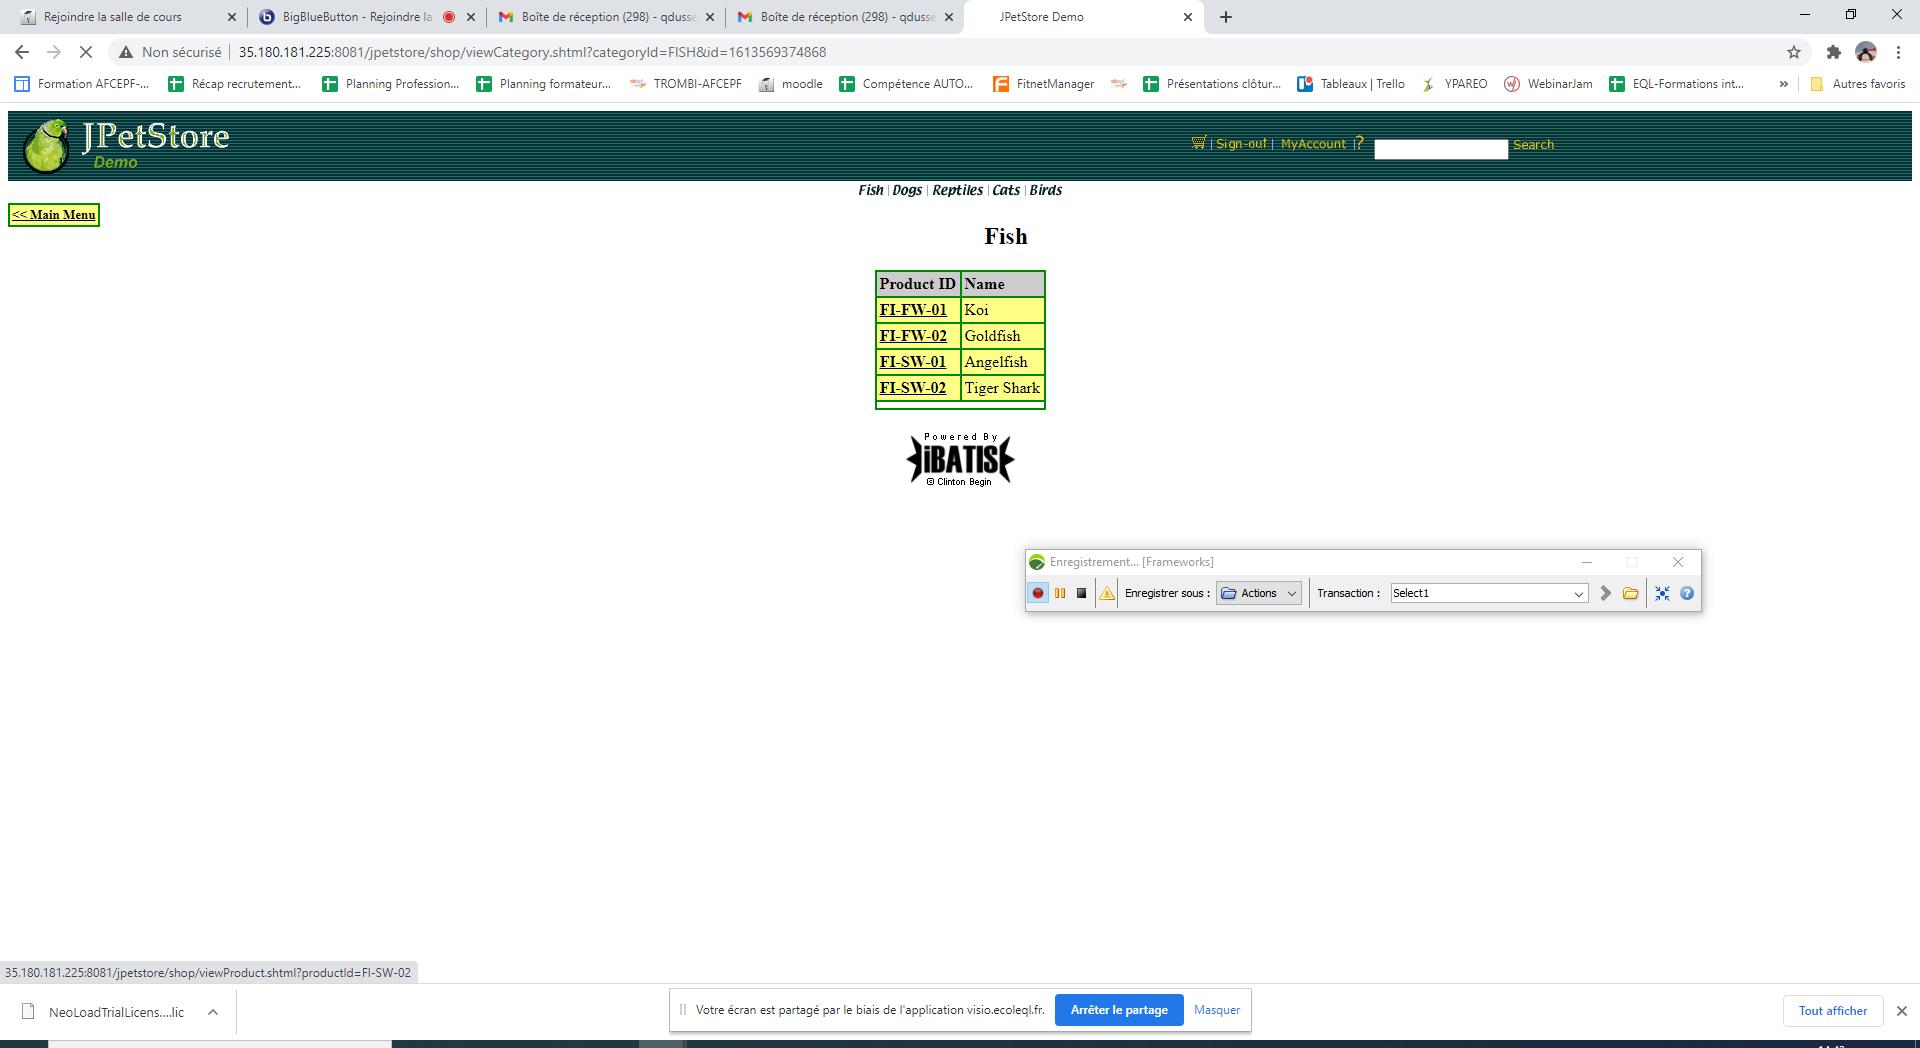 Rejoindre la salle de cours
BigBlueButton - Rejoindre la
Boîte de réception (298) - qdusse
Boîte de réception (298) - qdusse
JPetStore Demo
Non sécurisé
35.180.181.225:8081/jpetstore/shop/viewCategory.shtml?categoryId=FISH&id=1613569374868
Formation AFCEPF-...
Récap recrutement...
Planning Profession...
Planning formateur...
TROMBI-AFCEPF
moodle
Compétence AUTO...
FitnetManager
Présentations clôtur...
Tableaux | Trello
YPAREO
WebinarJam
EQL-Formations int...
»
Autres favoris
JPetStore
Demo
| Sign-out | MyAccount | ?
Search
Fish | Dogs | Reptiles | Cats | Birds
<< Main Menu
Fish
Product ID Name
FI-FW-01 Koi
FI-FW-02 Goldfish
FI-SW-01 Angelfish
FI-SW-02 Tiger Shark
Powered By
iBATIS
© Clinton Begin
Enregistrement... [Frameworks]
Enregistrer sous : Actions Transaction : Select1
35.180.181.225:8081/jpetstore/shop/viewProduct.shtml?productId=FI-SW-02
NeoLoadTrialLicens....lic
Votre écran est partagé par le biais de l'application visio.ecoleql.fr.
Arrêter le partage
Masquer
Tout afficher